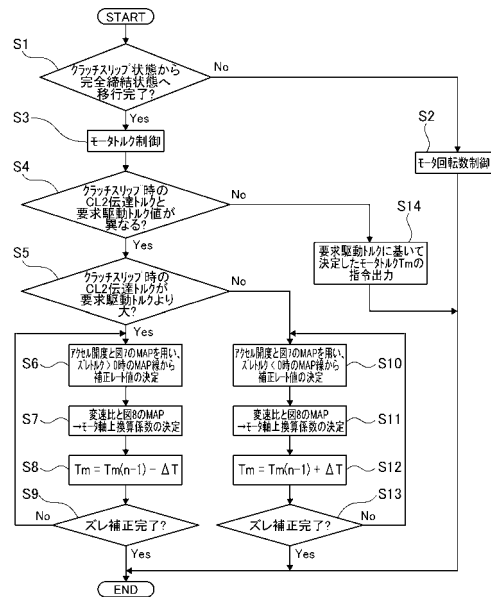 START
S1
クラッチスリップ状態から
完全締結状態へ
移行完了?
No
Yes
S2
モータ回転数制御
S3
モータトルク制御
S4
クラッチスリップ時の
CL2伝達トルクと
要求駆動トルク値が
異なる?
No
Yes
S14
要求駆動トルクに基いて
決定したモータトルクTmの
指令出力
S5
クラッチスリップ時の
CL2伝達トルクが
要求駆動トルクより
大?
No
Yes
S6
アクセル開度と図7のMAPを用い、
ズレトルク>0時のMAP線から
補正レート値の決定
S10
アクセル開度と図7のMAPを用い、
ズレトルク<0時のMAP線から
補正レート値の決定
S7
変速比と図8のMAP
→モータ軸上換算係数の決定
S11
変速比と図8のMAP
→モータ軸上換算係数の決定
S8
Tm = Tm(n-1) − ΔT
S12
Tm = Tm(n-1) + ΔT
S9
No
ズレ補正完了?
Yes
S13
No
ズレ補正完了?
Yes
END